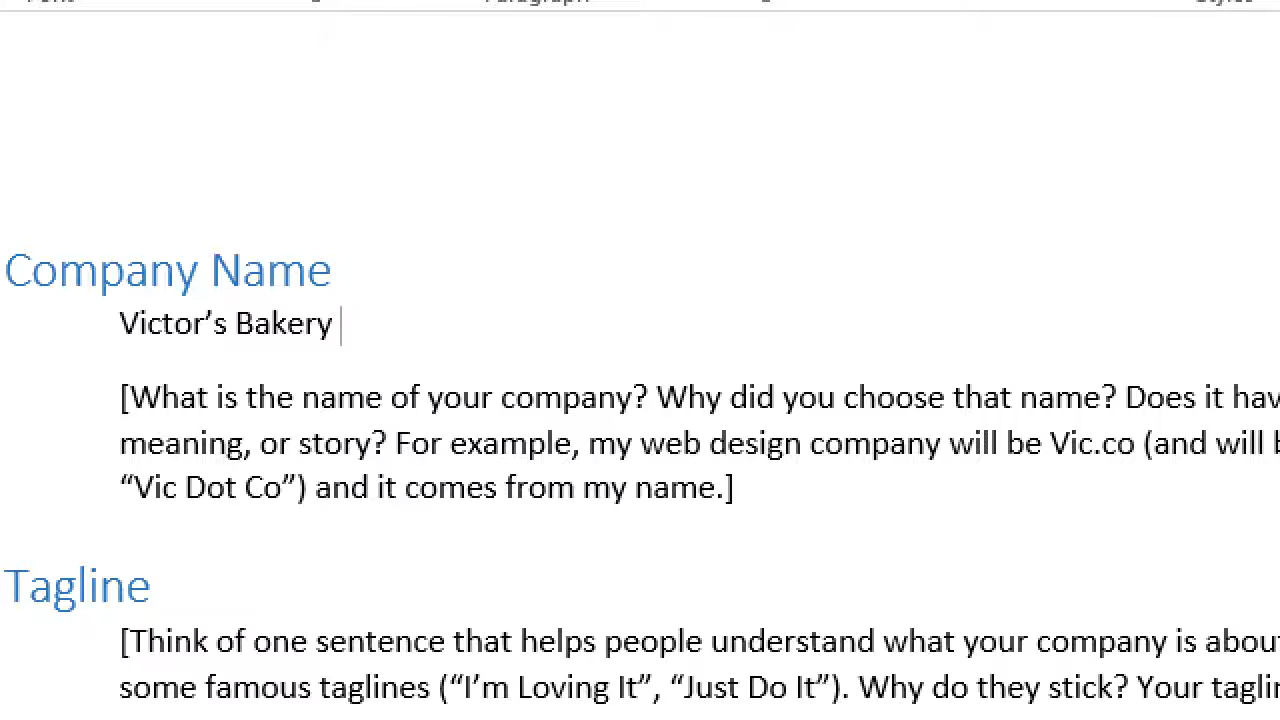 Company Name
Victor’s Bakery
[What is the name of your company? Why did you choose that name? Does it hav
meaning, or story? For example, my web design company will be Vic.co (and will b
“Vic Dot Co”) and it comes from my name.]
Tagline
[Think of one sentence that helps people understand what your company is about
some famous taglines (“I’m Loving It”, “Just Do It”). Why do they stick? Your taglin